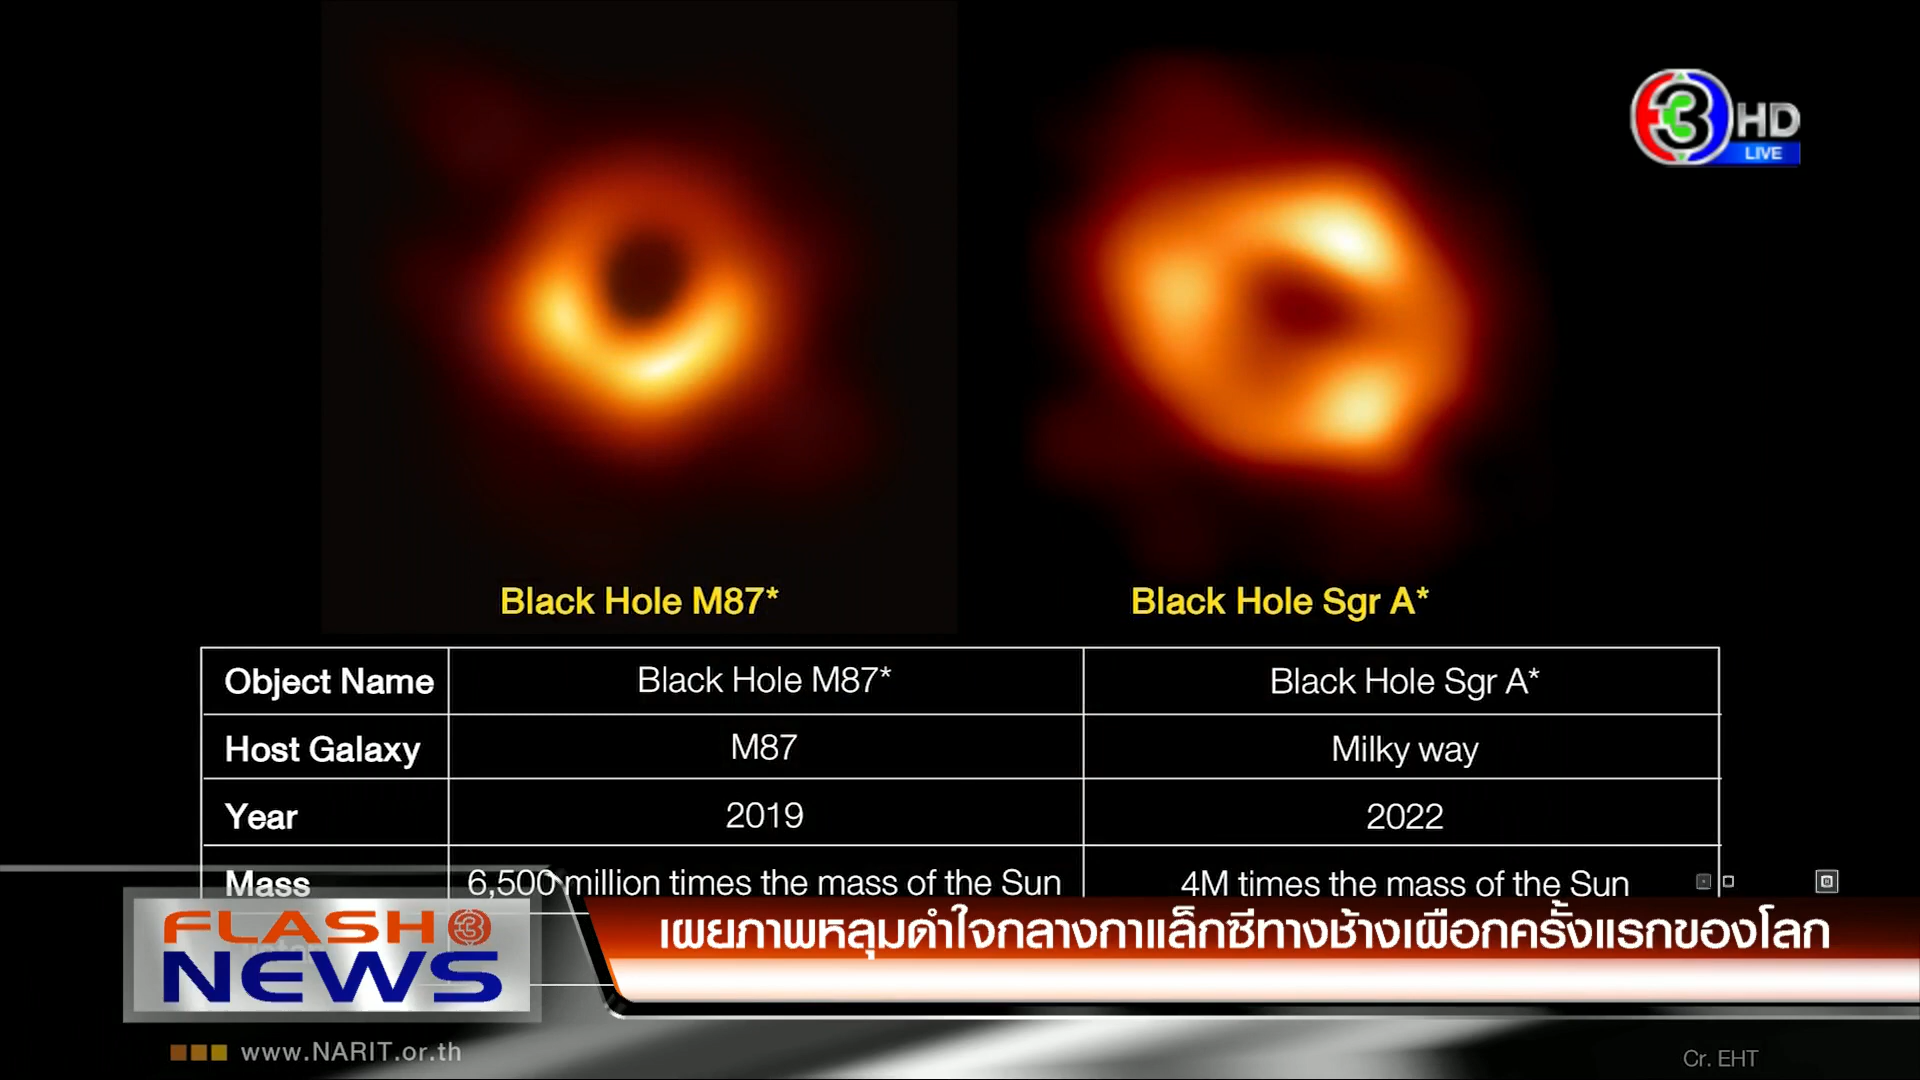 3 HD
LIVE
Black Hole M87*
Black Hole Sgr A*
Object Name
Black Hole M87*
Black Hole Sgr A*
Host Galaxy
M87
Milky way
Year
2019
2022
Mass
6,500 million times the mass of the Sun
4M times the mass of the Sun
FLASH 3
NEWS
เผยภาพหลุมดำใจกลางกาแล็กซีทางช้างเผือกครั้งแรกของโลก
www.NARIT.or.th
Cr. EHT